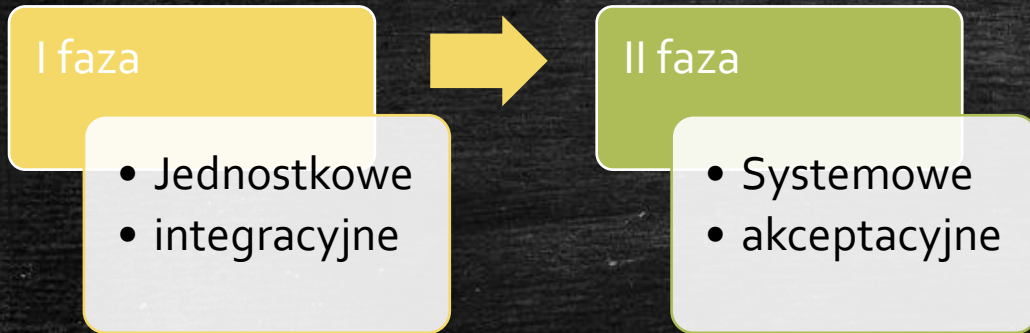 I faza
• Jednostkowe
• integracyjne
II faza
• Systemowe
• akceptacyjne